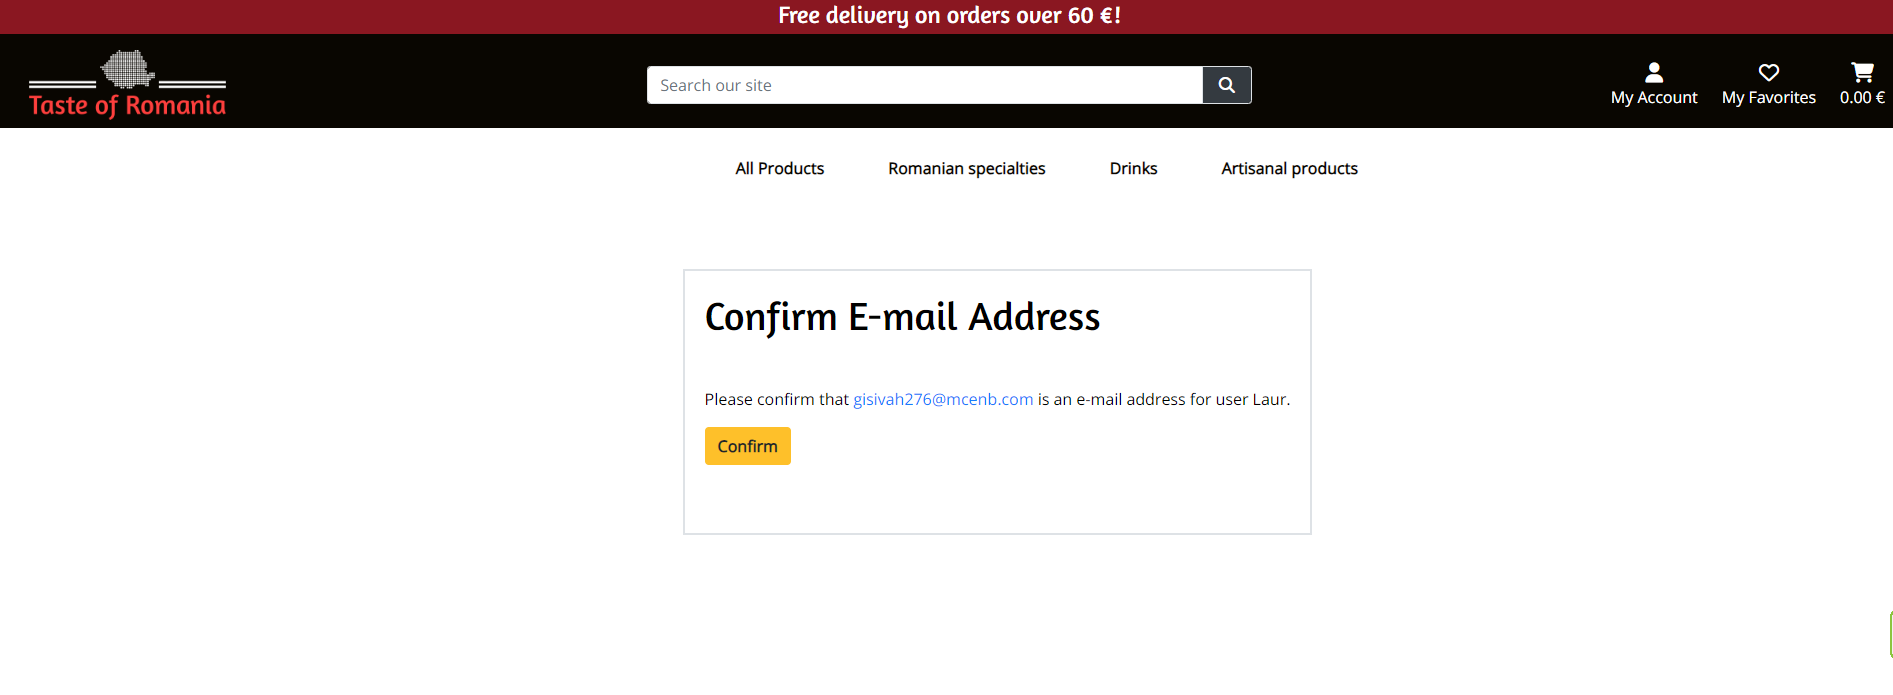 Free delivery on orders over 60 €!
Taste of Romania
Search our site
My Account
My Favorites
0.00 €
All Products
Romanian specialties
Drinks
Artisanal products
Confirm E-mail Address
Please confirm that gisivah276@mcenb.com is an e-mail address for user Laur.
Confirm